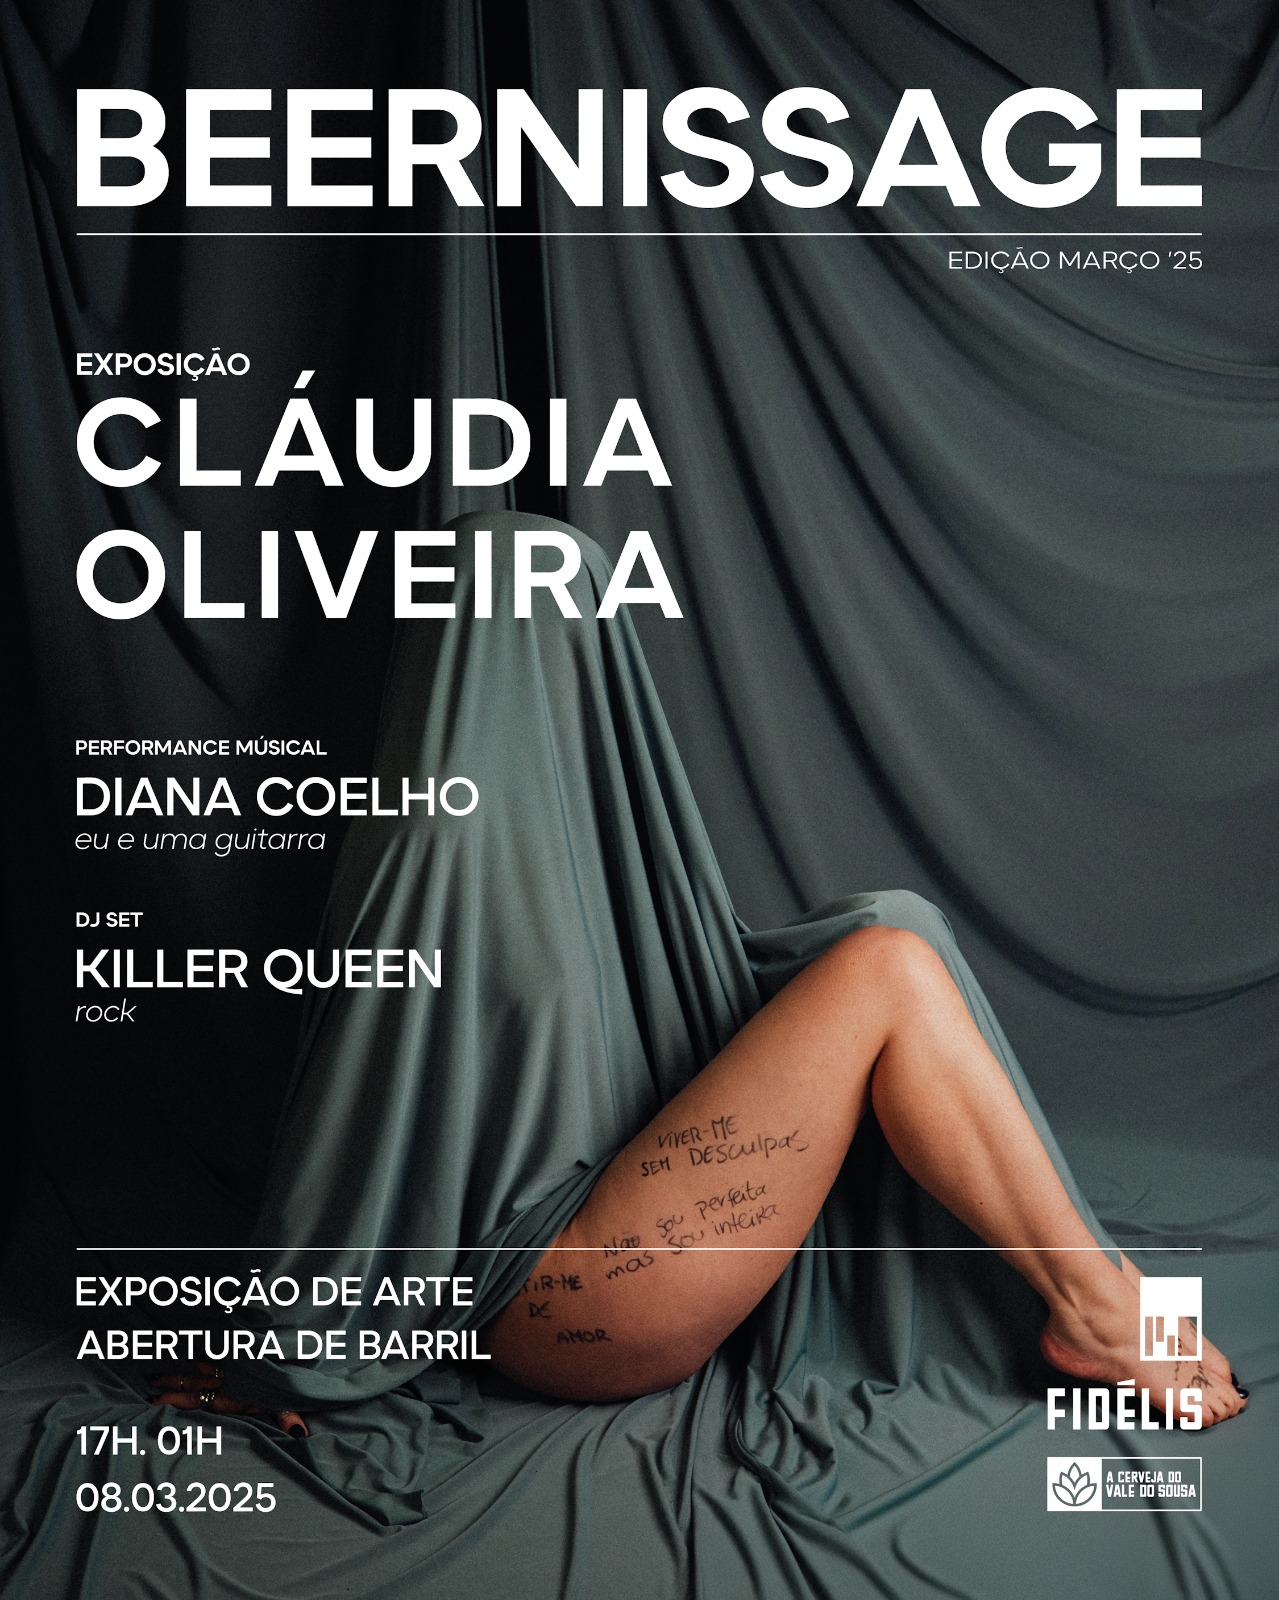 BEERNISSAGE
EDIÇÃO MARÇO '25
EXPOSIÇÃO
CLÁUDIA
OLIVEIRA
PERFORMANCE MÚSICAL
DIANA COELHO
eu e uma guitarra
DJ SET
KILLER QUEEN
rock
VIVER-ME
SEM DESCULPAS
Não sou perfeita
mas sou inteira
TIR-ME
DE
AMOR
EXPOSIÇÃO DE ARTE
ABERTURA DE BARRIL
17H. 01H
08.03.2025
FIDÉLIS
A CERVEJA DO
VALE DO SOUSA